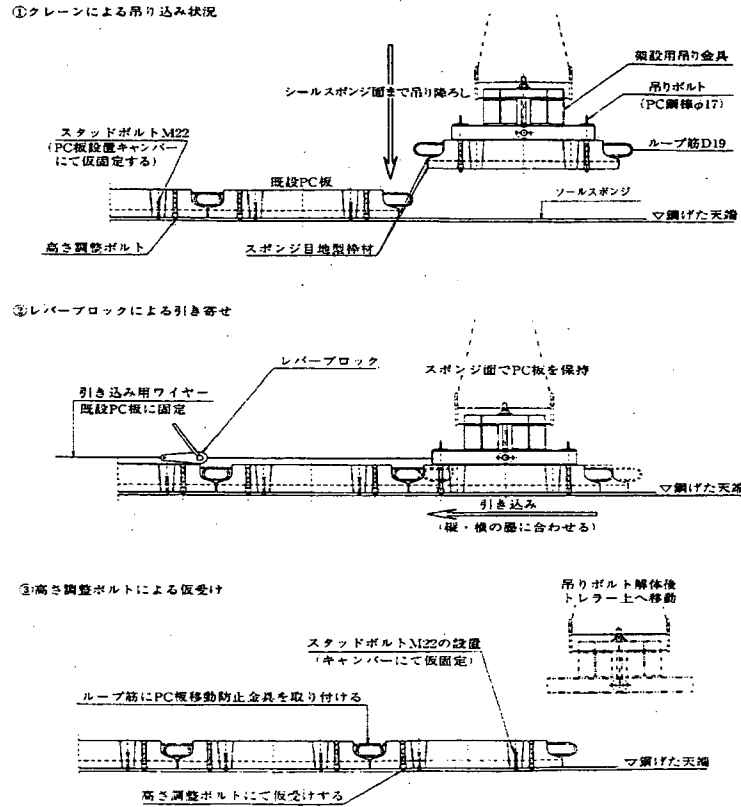 ①クレーンによる吊り込み状況
架設用吊り金具
シールスポンジ面まで吊り降ろし
吊りボルト
(PC鋼棒φ17)
スタッドボルトM22
(PC板設置キャンバー
にて仮固定する)
ループ筋D19
既設PC板
ソールスポンジ
▽鋼げた天端
高さ調整ボルト
スポンジ目地型枠材
②レバーブロックによる引き寄せ
レバーブロック
スポンジ面でPC板を保持
引き込み用ワイヤー
既設PC板に固定
▽鋼げた天端
引き込み
(縦・横の墨に合わせる)
③高さ調整ボルトによる仮受け
吊りボルト解体後
トレラー上へ移動
スタッドボルトM22の設置
(キャンバーにて仮固定)
ループ筋にPC板移動防止金具を取り付ける
▽鋼げた天端
高さ調整ボルトにて仮受けする